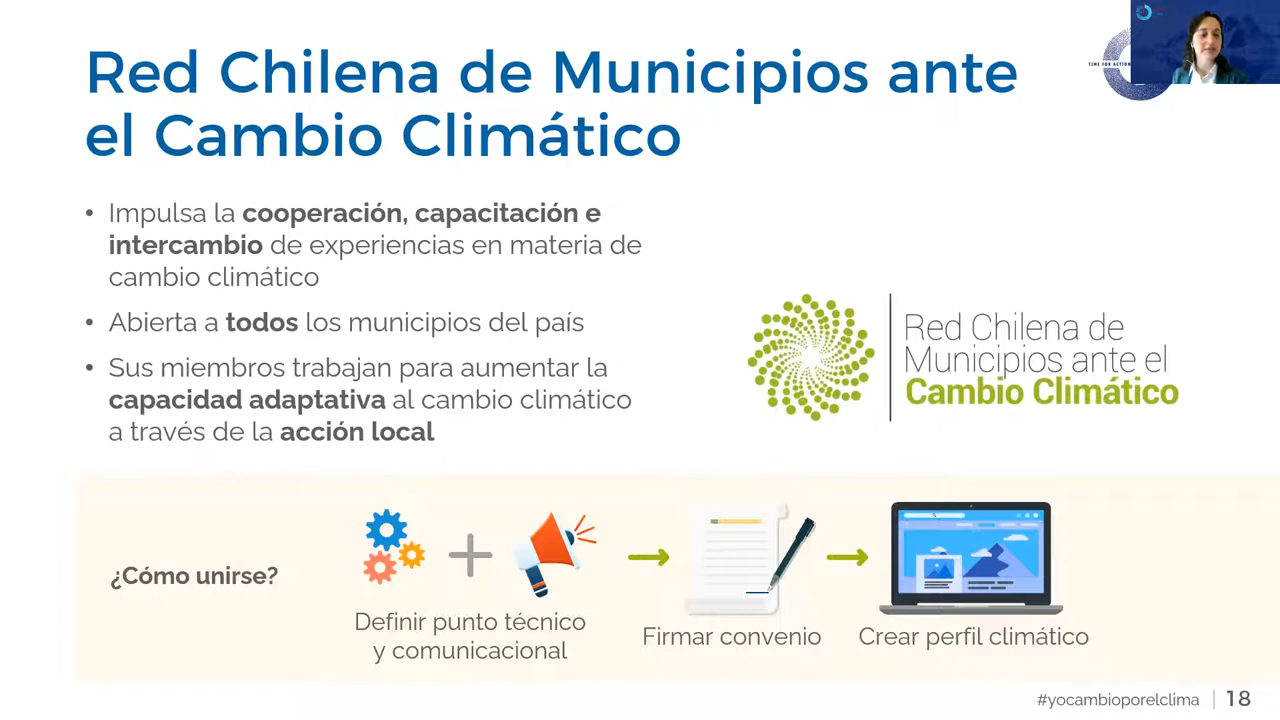 Red Chilena de Municipios ante
el Cambio Climático
TIME FOR ACTION
• Impulsa la cooperación, capacitación e
intercambio de experiencias en materia de
cambio climático
• Abierta a todos los municipios del país
• Sus miembros trabajan para aumentar la
capacidad adaptativa al cambio climático
a través de la acción local
Red Chilena de
Municipios ante el
Cambio Climático
¿Cómo unirse?
Definir punto técnico
y comunicacional
Firmar convenio
Crear perfil climático
#yocambioporelclima | 18